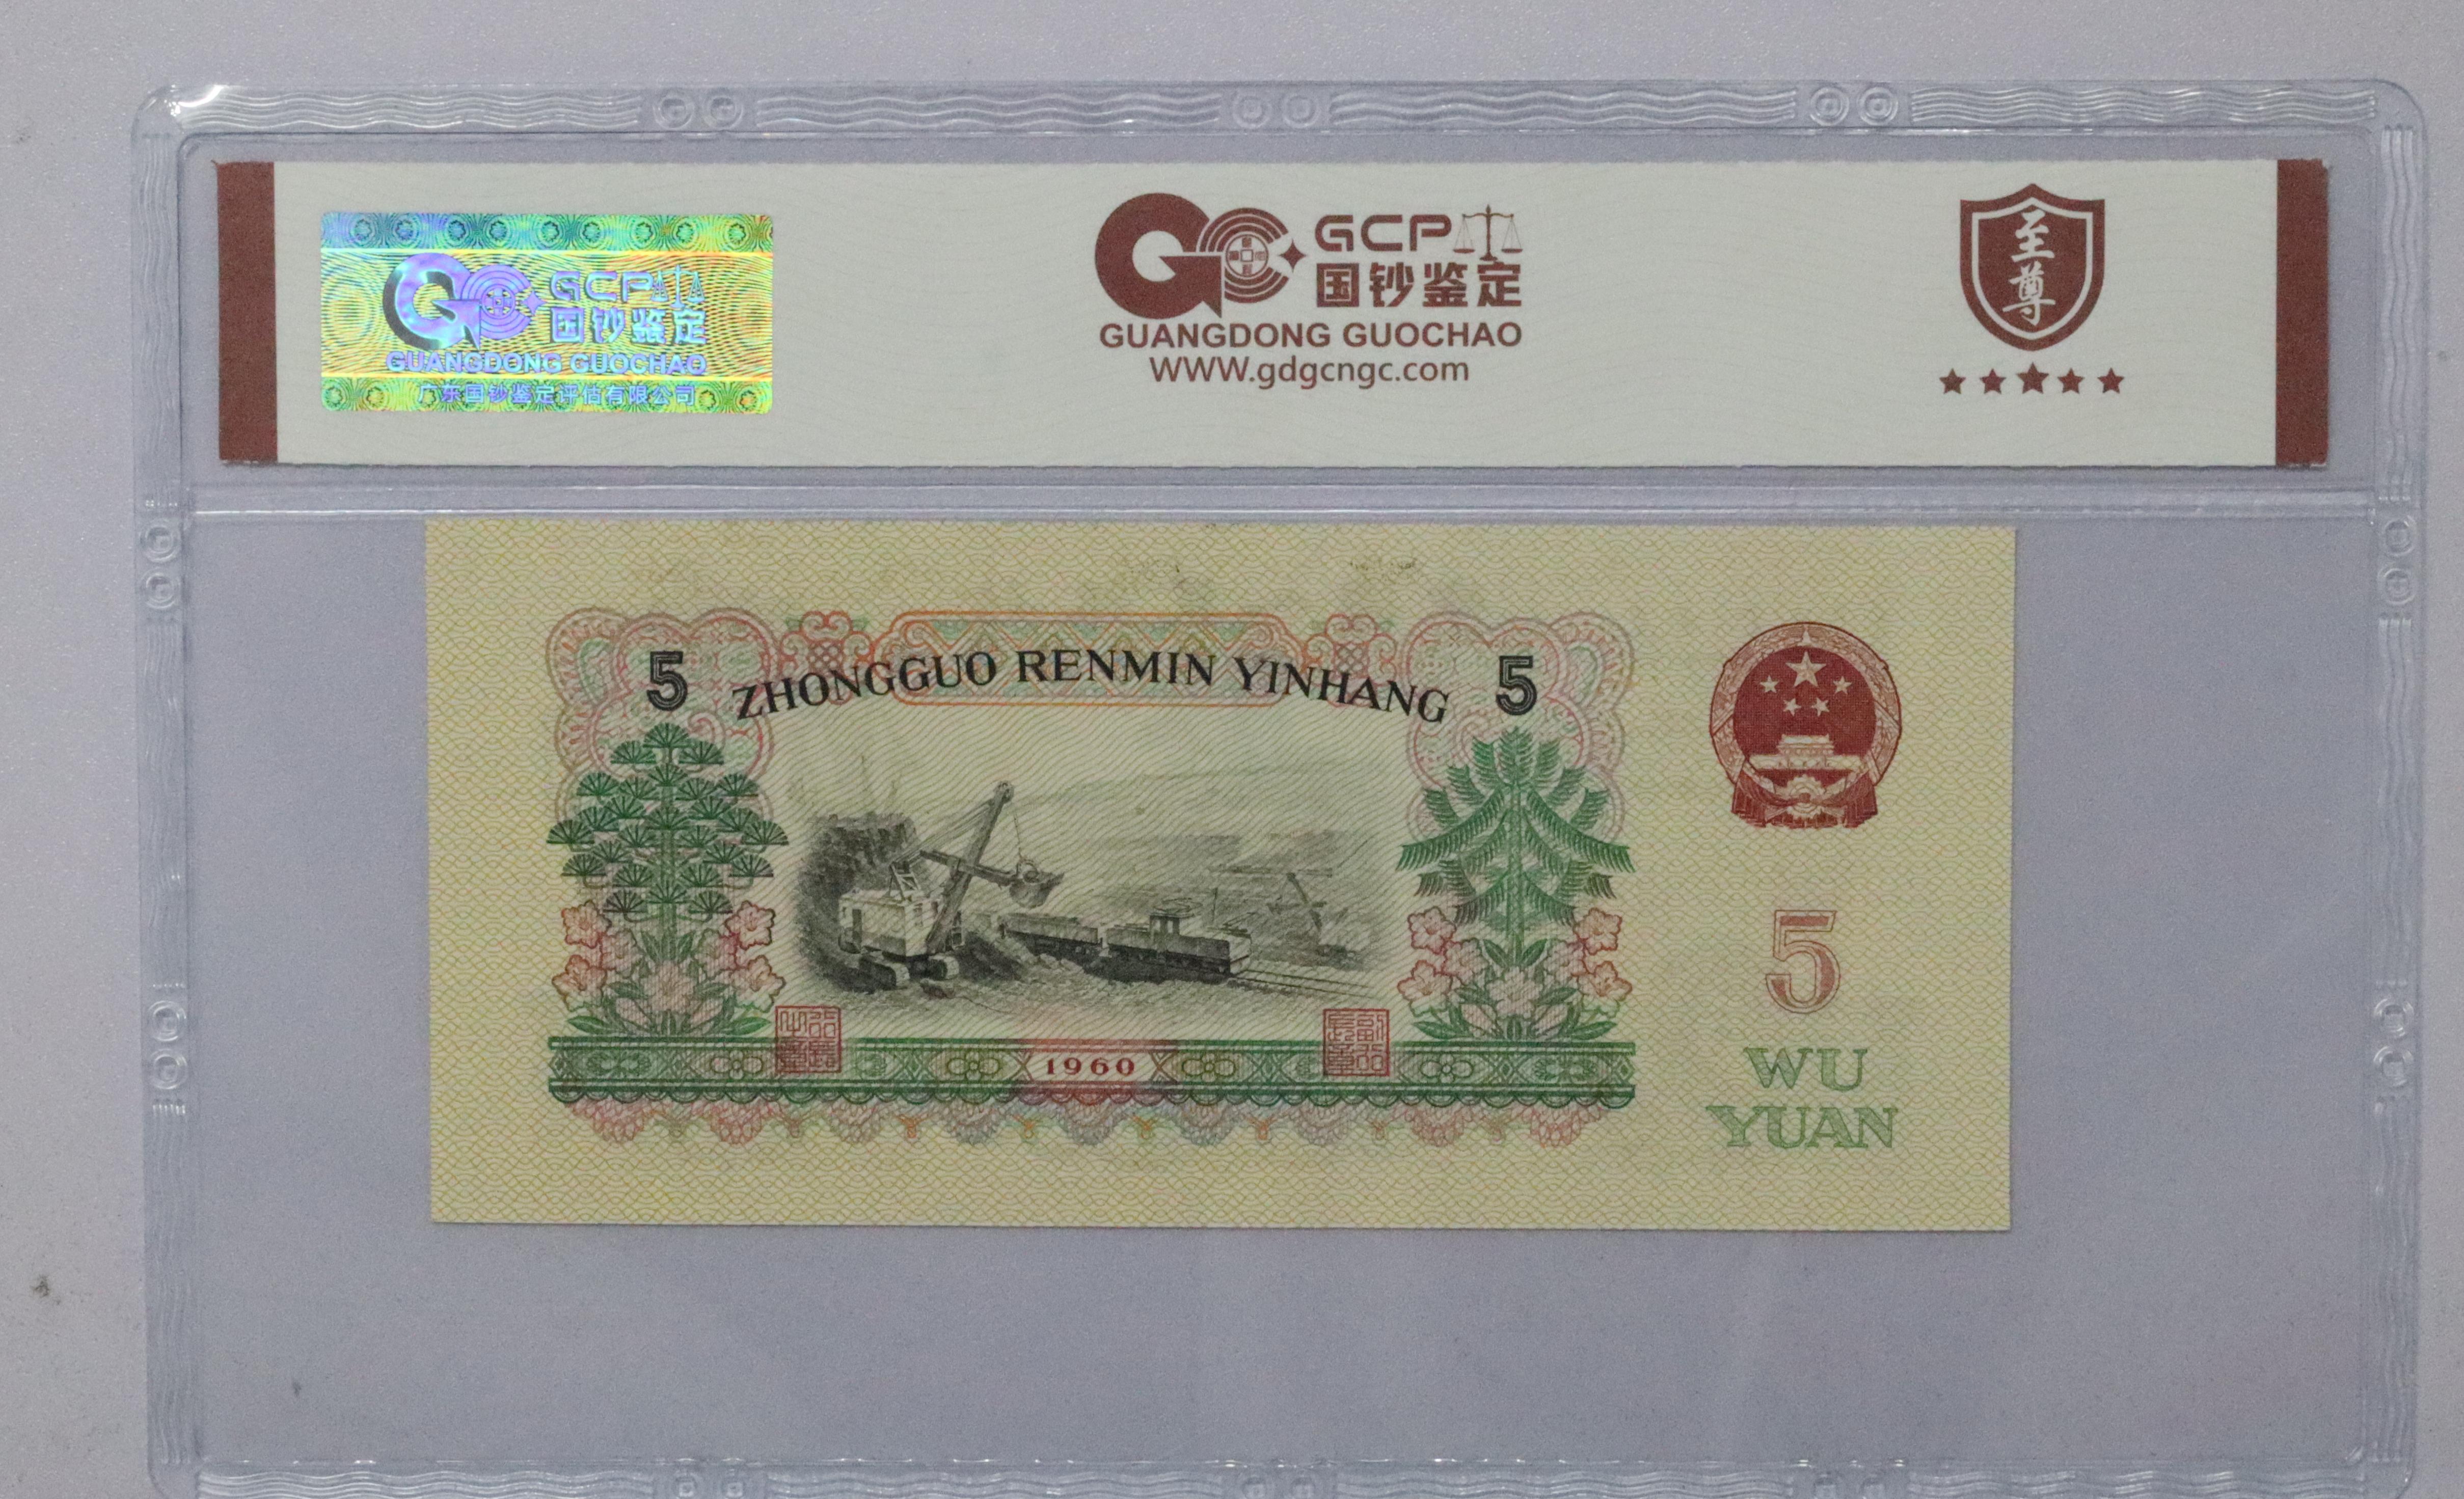 GCP
国钞鉴定
GUANGDONG GUOCHAO
广东国钞鉴定评估有限公司
GCP
国钞鉴定
GUANGDONG GUOCHAO
WWW.gdgcngc.com
至尊
5 ZHONGGUO RENMIN YINHANG 5
1960
5
WU
YUAN